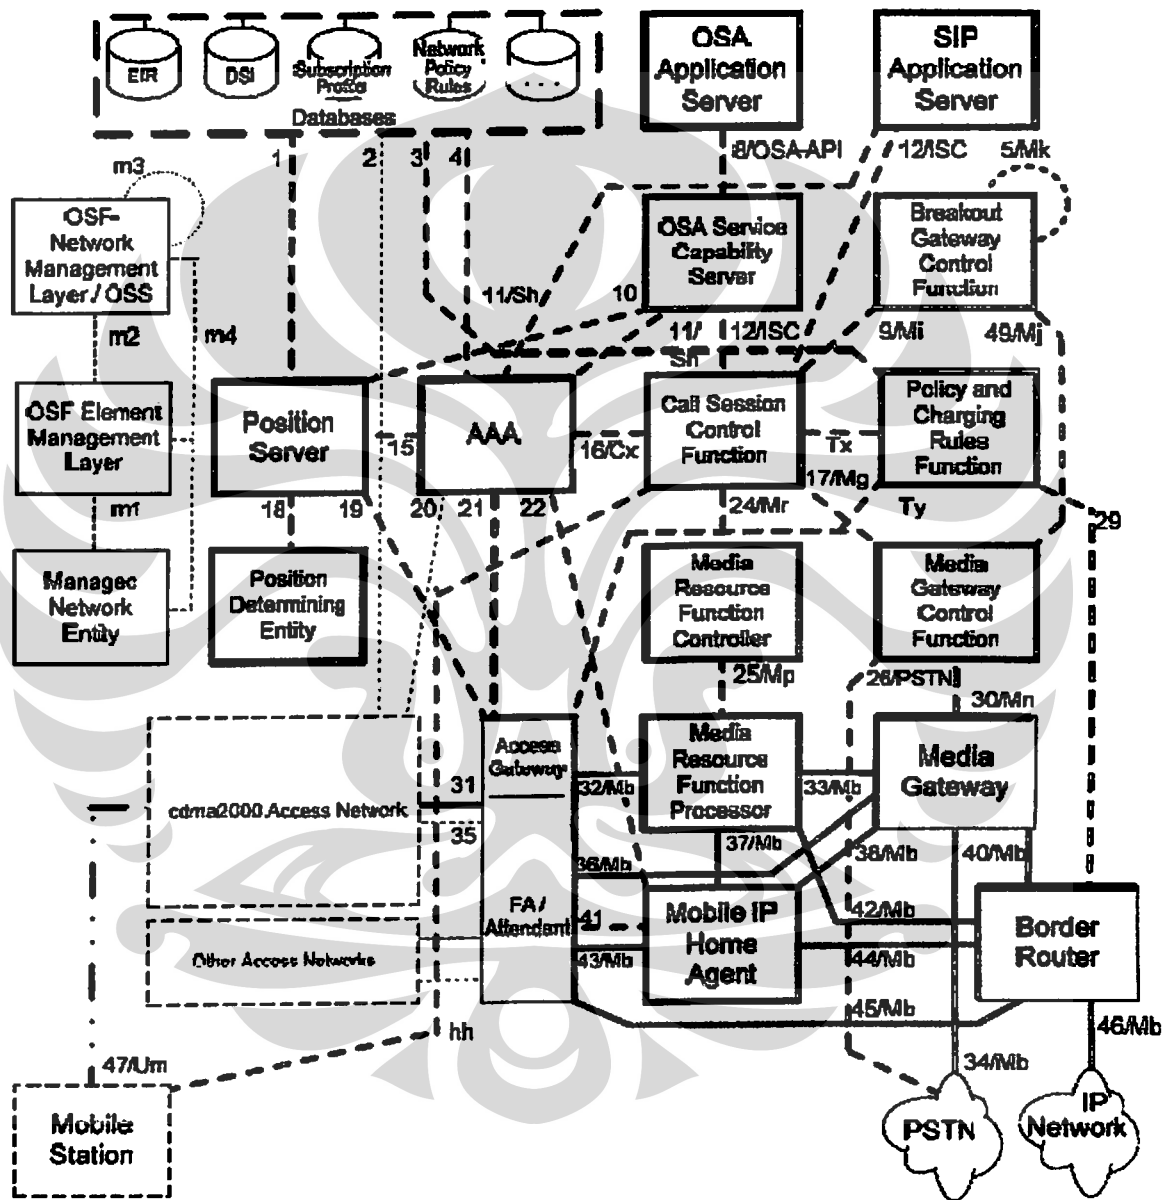 EIR
DSI
Subscription
Profile
Network
Policy
Rules
....
Databases
OSA
Application
Server
SIP
Application
Server
1
2
3
4
8/OSA-API
12/ISC
5/Mk
m3
OSF-
Network
Management
Layer / OSS
OSA Service
Capability
Server
Breakout
Gateway
Control
Function
11/Sh
10
m2
m4
11/
Sh
12/ISC
9/Mi
49/Mj
OSF Element
Management
Layer
Position
Server
15
AAA
16/Cx
Call Session
Control
Function
Tx
Policy and
Charging
Rules
Function
17/Mg
m1
18
19
20
21
22
24/Mr
Ty
29
Managec
Network
Entity
Position
Determining
Entity
Media
Resource
Function
Controller
Media
Gateway
Control
Function
25/Mp
26/PSTN
30/Mn
cdma2000 Access Network
31
35
Access
Gateway
32/Mb
Media
Resource
Function
Processor
33/Mb
Media
Gateway
36/Mb
37/Mb
38/Mb
40/Mb
Other Access Networks
FA /
Attendant
41
43/Mb
Mobile IP
Home
Agent
42/Mb
44/Mb
Border
Router
45/Mb
46/Mb
hh
47/Um
34/Mb
Mobile
Station
PSTN
IP
Network